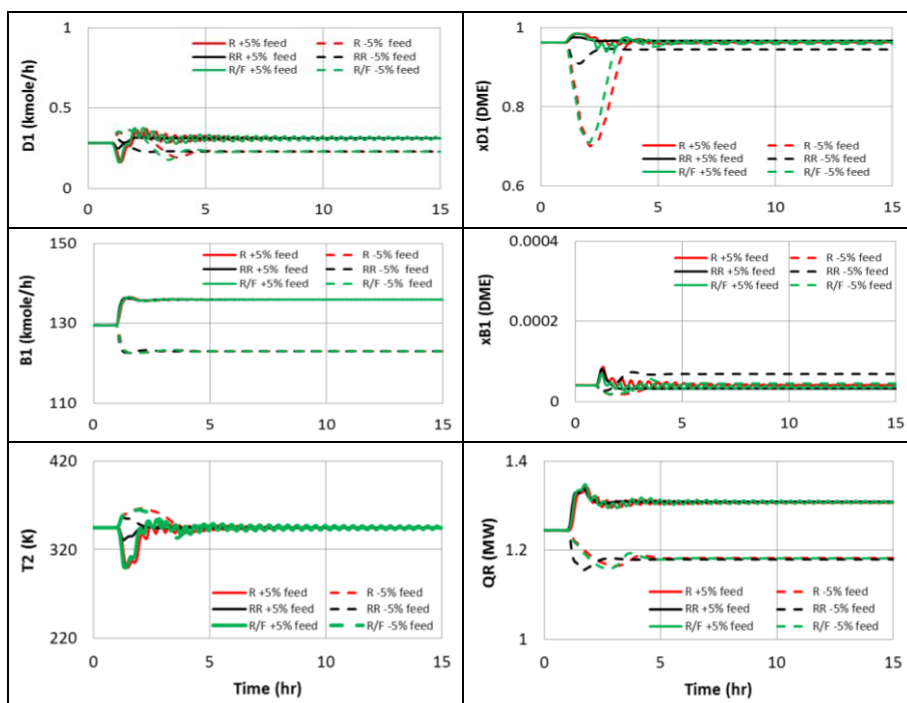 D1 (kmole/h)
1
0.5
0
R +5% feed
R -5% feed
RR +5% feed
RR -5% feed
R/F +5% feed
R/F -5% feed
0
5
10
15
xD1 (DME)
1
0.8
0.6
R +5% feed
R -5% feed
RR +5% feed
RR -5% feed
R/F +5% feed
R/F -5% feed
0
5
10
15
B1 (kmole/h)
150
130
110
R +5% feed
R -5% feed
RR +5% feed
RR -5% feed
R/F +5% feed
R/F -5% feed
0
5
10
15
xB1 (DME)
0.0004
0.0002
0
R +5% feed
R -5% feed
RR +5% feed
RR -5% feed
R/F +5% feed
R/F -5% feed
0
5
10
15
T2 (K)
420
320
220
R +5% feed
R -5% feed
RR +5% feed
RR -5% feed
R/F +5% feed
R/F -5% feed
0
5
10
15
Time (hr)
QR (MW)
1.4
1.2
1
R +5% feed
R -5% feed
RR +5% feed
RR -5% feed
R/F +5% feed
R/F -5% feed
0
5
10
15
Time (hr)